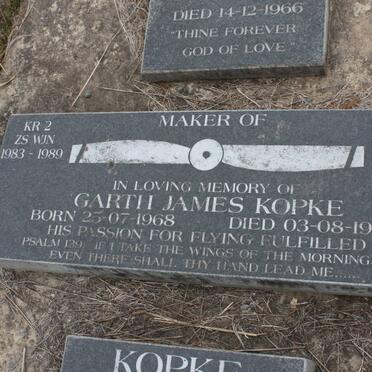 DIED 14-12-1966
"THINE FOREVER
GOD OF LOVE"
MAKER OF
KR 2
ZS WJN
1983 - 1989
IN LOVING MEMORY OF
GARTH JAMES KOPKE
BORN 25-07-1968 DIED 03-08-19
HIS PASSION FOR FLYING FULFILLED
PSALM 139: IF I TAKE THE WINGS OF THE MORNING
EVEN THERE SHALL THY HAND LEAD ME......
KOPKE